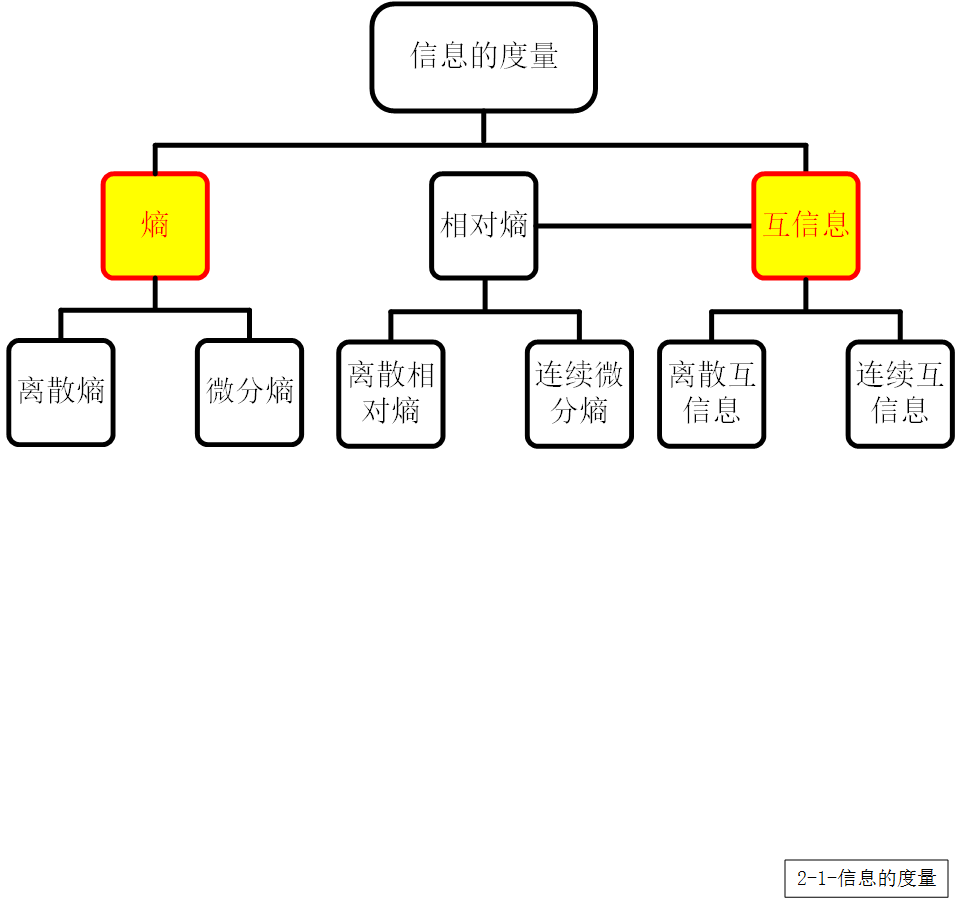 信息的度量
熵
相对熵
互信息
离散熵
微分熵
离散相
对熵
连续微
分熵
离散互
信息
连续互
信息
2-1-信息的度量